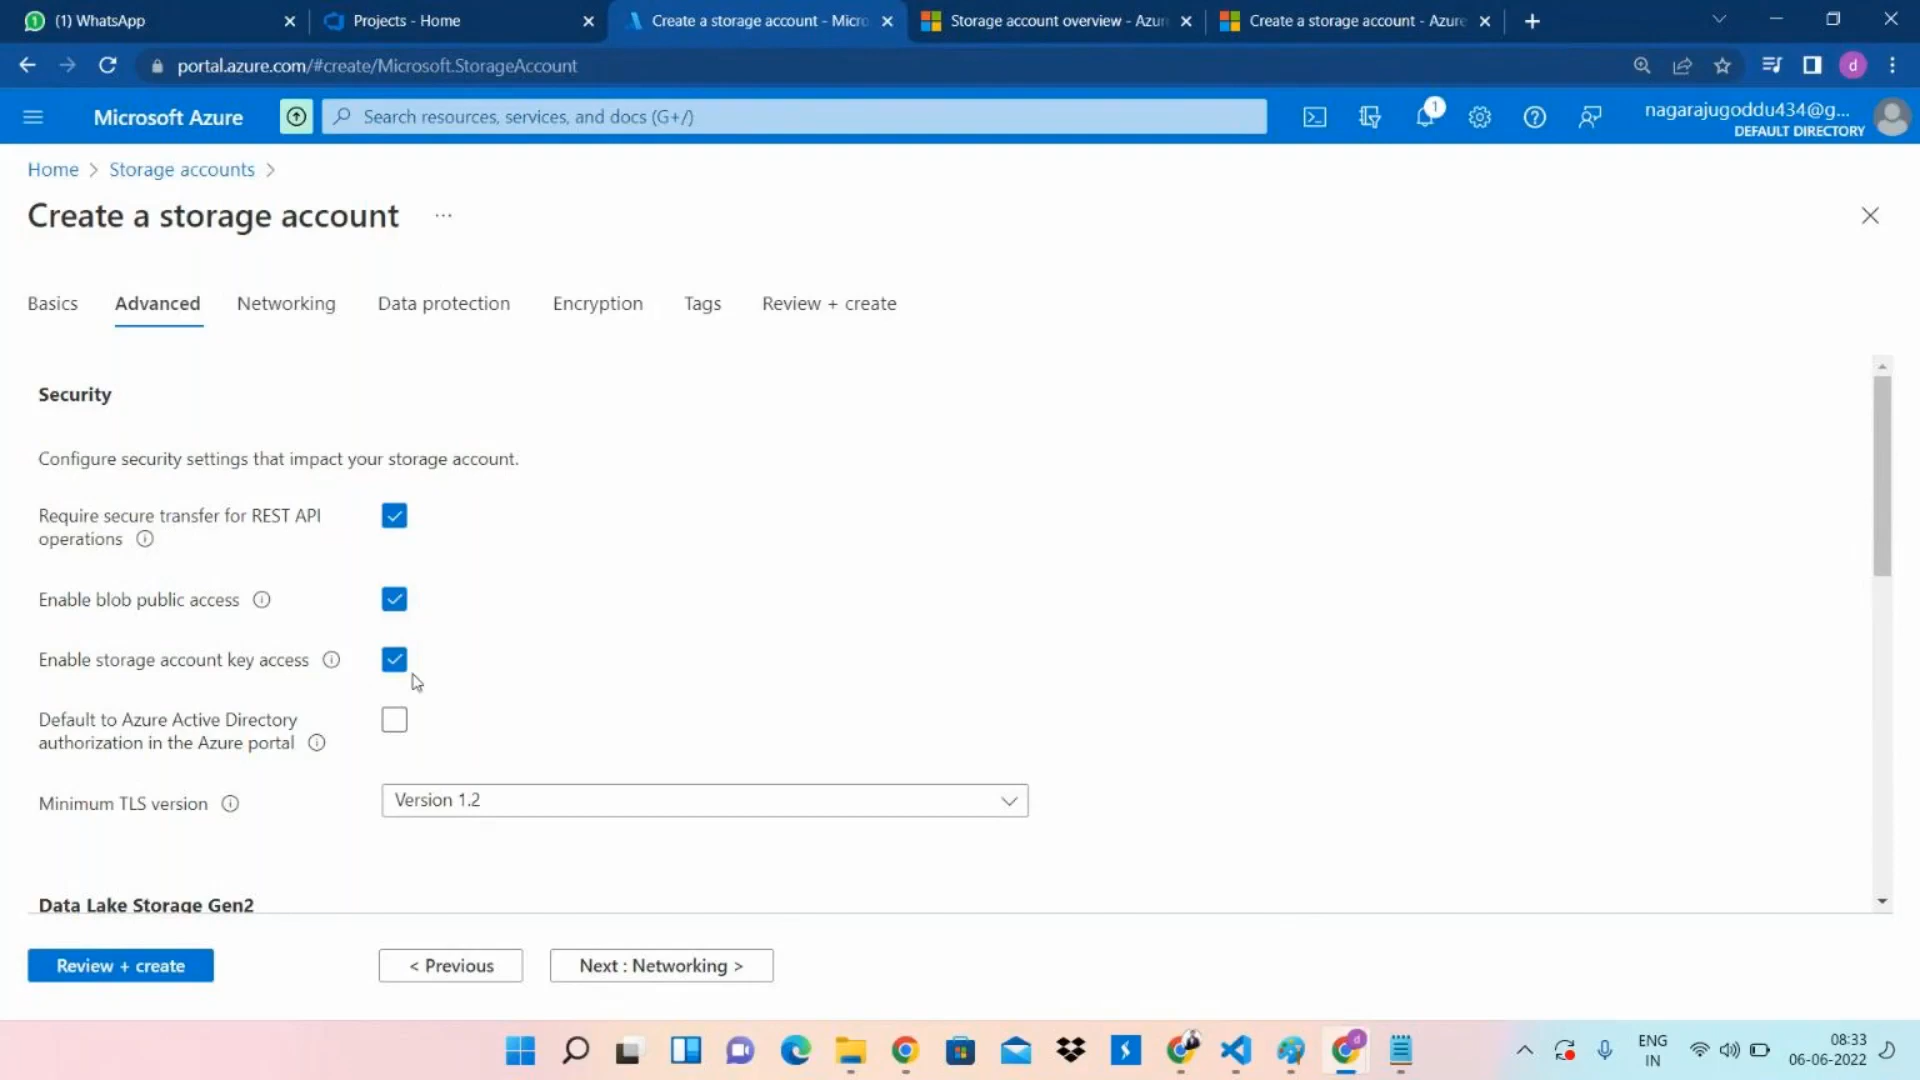 (1) WhatsApp
Projects - Home
Create a storage account - Micro
Storage account overview - Azur
Create a storage account - Azure
portal.azure.com/#create/Microsoft.StorageAccount
d
Microsoft Azure
Search resources, services, and docs (G+/)
1
nagarajugoddu434@g...
DEFAULT DIRECTORY
Home > Storage accounts >
Create a storage account ...
Basics
Advanced
Networking
Data protection
Encryption
Tags
Review + create
Security
Configure security settings that impact your storage account.
Require secure transfer for REST API
operations
Enable blob public access
Enable storage account key access
Default to Azure Active Directory
authorization in the Azure portal
Minimum TLS version
Version 1.2
Data Lake Storage Gen2
Review + create
< Previous
Next : Networking >
ENG
IN
08:33
06-06-2022